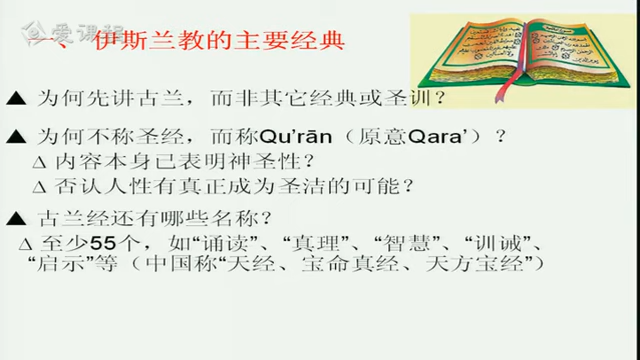 爱课程
一、伊斯兰教的主要经典
▲ 为何先讲古兰，而非其它经典或圣训？
▲ 为何不称圣经，而称Qu’rān（原意Qara’）？
Δ 内容本身已表明神圣性？
Δ 否认人性有真正成为圣洁的可能？
▲ 古兰经还有哪些名称？
Δ 至少55个，如“诵读”、“真理”、“智慧”、“训诫”、
“启示”等（中国称“天经、宝命真经、天方宝经”）